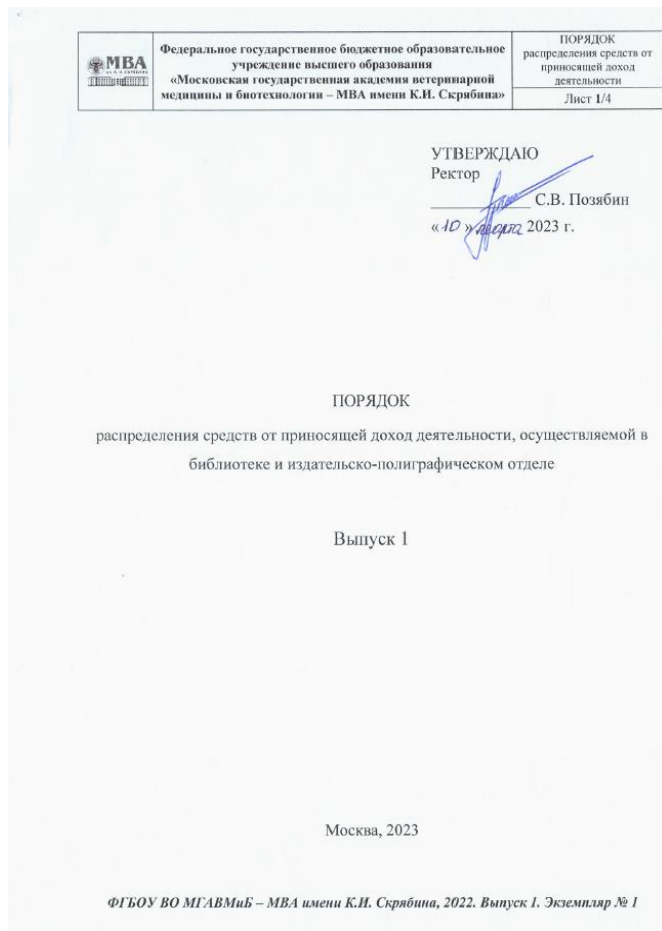 МВА
Федеральное государственное бюджетное образовательное
учреждение высшего образования
«Московская государственная академия ветеринарной
медицины и биотехнологии – МВА имени К.И. Скрябина»
ПОРЯДОК
распределения средств от
приносящей доход
деятельности
Лист 1/4
УТВЕРЖДАЮ
Ректор
С.В. Позябин
«10» марта 2023 г.
ПОРЯДОК
распределения средств от приносящей доход деятельности, осуществляемой в
библиотеке и издательско-полиграфическом отделе
Выпуск 1
Москва, 2023
ФГБОУ ВО МГАВМиБ – МВА имени К.И. Скрябина, 2022. Выпуск 1. Экземпляр № 1